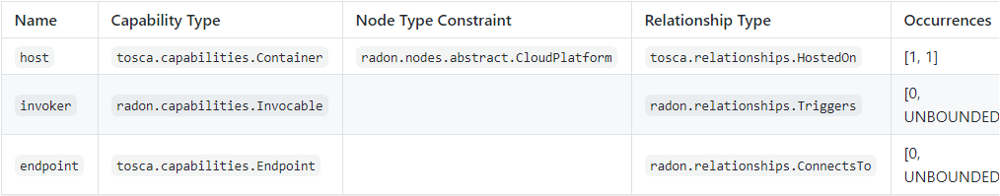 Name Capability Type Node Type Constraint Relationship Type Occurrences
host tosca.capabilities.Container radon.nodes.abstract.CloudPlatform tosca.relationships.HostedOn [1, 1]
invoker radon.capabilities.Invocable radon.relationships.Triggers [0,
UNBOUNDED
endpoint tosca.capabilities.Endpoint radon.relationships.ConnectsTo [0,
UNBOUNDED